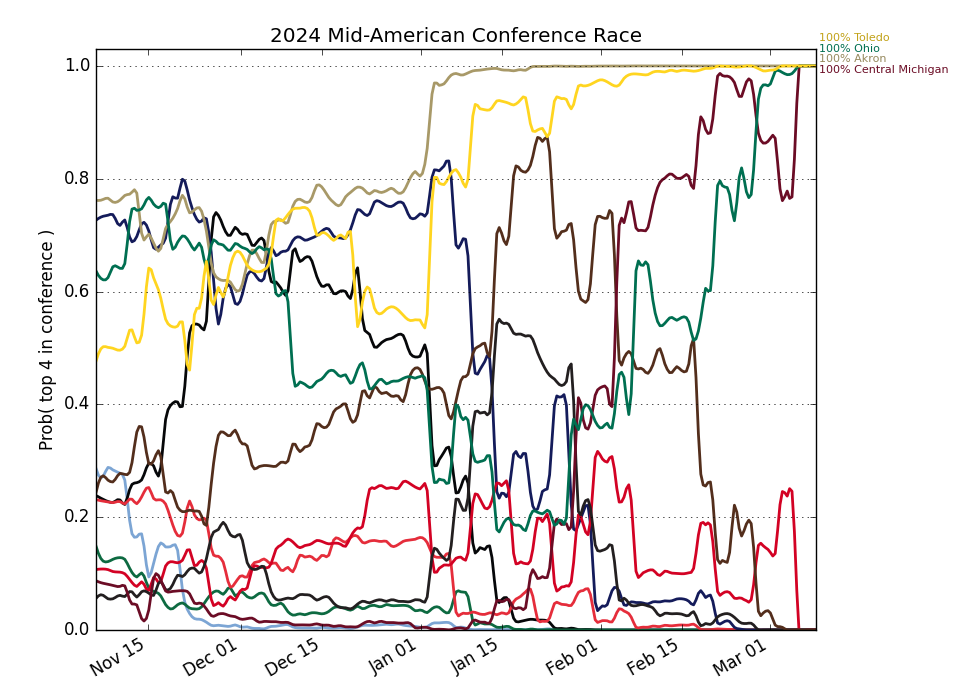 2024 Mid-American Conference Race
100% Toledo
100% Ohio
100% Akron
100% Central Michigan
Prob( top 4 in conference )
1.0
0.8
0.6
0.4
0.2
0.0
Nov 15
Dec 01
Dec 15
Jan 01
Jan 15
Feb 01
Feb 15
Mar 01